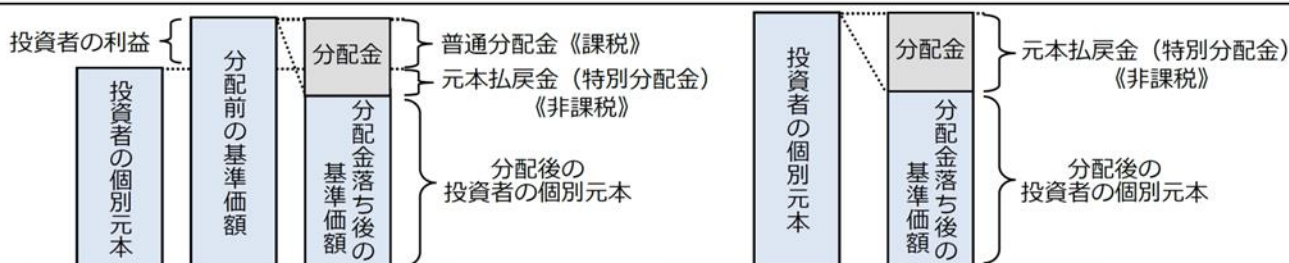 投資者の利益
投資者の個別元本
分配前の基準価額
分配金
分配金落ち後の
基準価額
普通分配金《課税》
元本払戻金（特別分配金）
《非課税》
分配後の
投資者の個別元本
投資者の個別元本
分配金
分配金落ち後の
基準価額
元本払戻金（特別分配金）
《非課税》
分配後の
投資者の個別元本